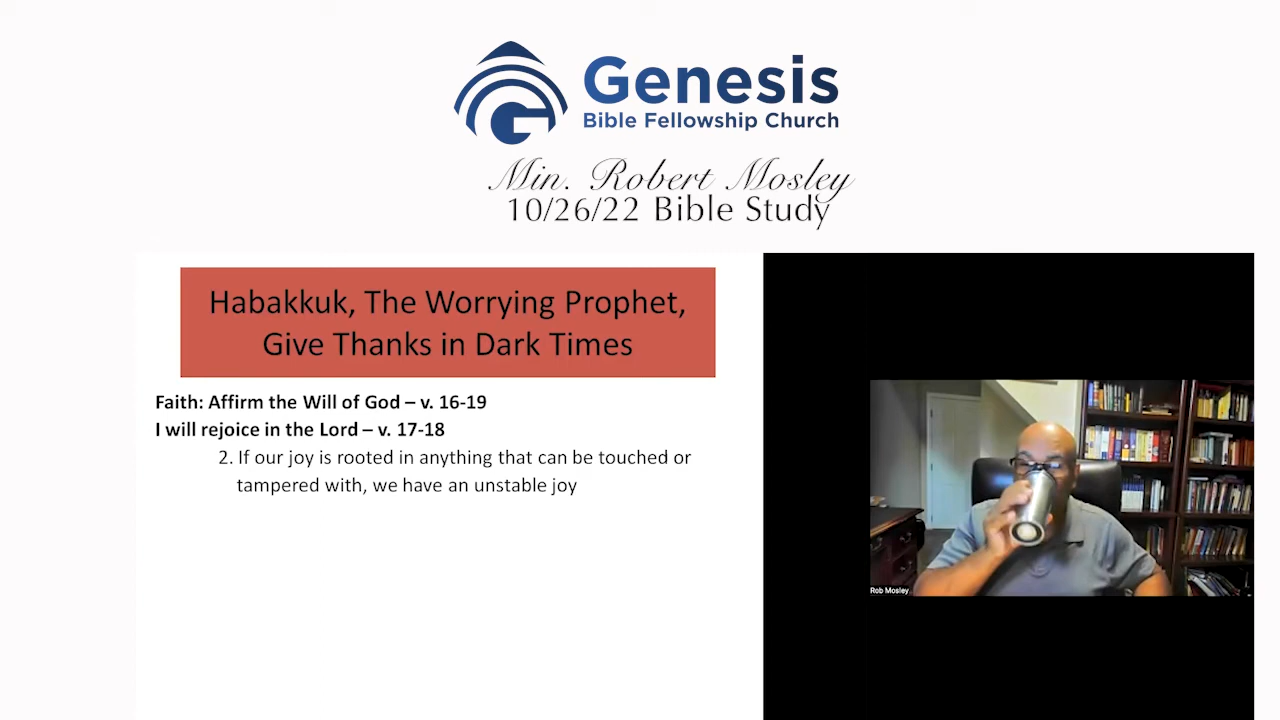 Genesis
Bible Fellowship Church
Min. Robert Mosley
10/26/22 Bible Study
Habakkuk, The Worrying Prophet,
Give Thanks in Dark Times
Faith: Affirm the Will of God – v. 16-19
I will rejoice in the Lord – v. 17-18
2. If our joy is rooted in anything that can be touched or
tampered with, we have an unstable joy
Rob Mosley